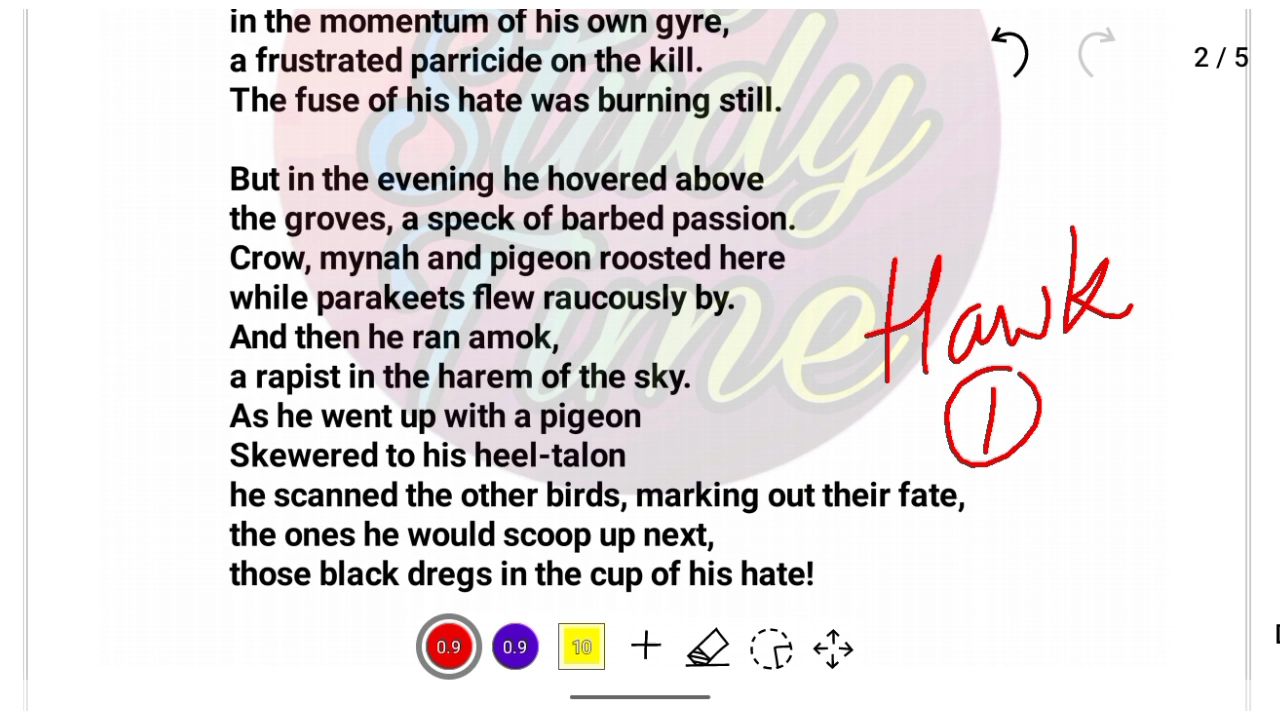 in the momentum of his own gyre,
a frustrated parricide on the kill.
The fuse of his hate was burning still.
2 / 5
But in the evening he hovered above
the groves, a speck of barbed passion.
Crow, mynah and pigeon roosted here
while parakeets flew raucously by.
And then he ran amok,
a rapist in the harem of the sky.
As he went up with a pigeon
Skewered to his heel-talon
he scanned the other birds, marking out their fate,
the ones he would scoop up next,
those black dregs in the cup of his hate!
Hawk
1
Study
Time
0.9 0.9 10